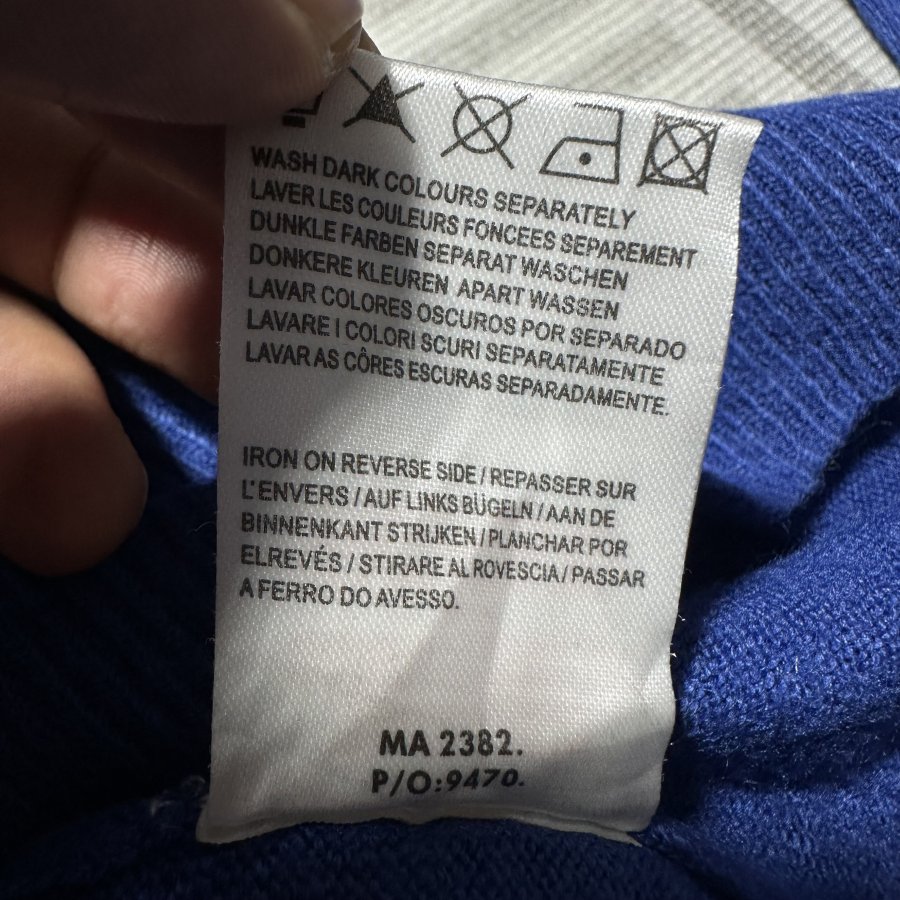 WASH DARK COLOURS SEPARATELY
LAVER LES COULEURS FONCEES SEPAREMENT
DUNKLE FARBEN SEPARAT WASCHEN
DONKERE KLEUREN APART WASSEN
LAVAR COLORES OSCUROS POR SEPARADO
LAVARE I COLORI SCURI SEPARATAMENTE
LAVAR AS CÔRES ESCURAS SEPARADAMENTE.
IRON ON REVERSE SIDE / REPASSER SUR
L'ENVERS / AUF LINKS BÜGELN / AAN DE
BINNENKANT STRIJKEN / PLANCHAR POR
ELREVÉS / STIRARE AL ROVESCIA / PASSAR
A FERRO DO AVESSO.
MA 2382.
P/O:9470.